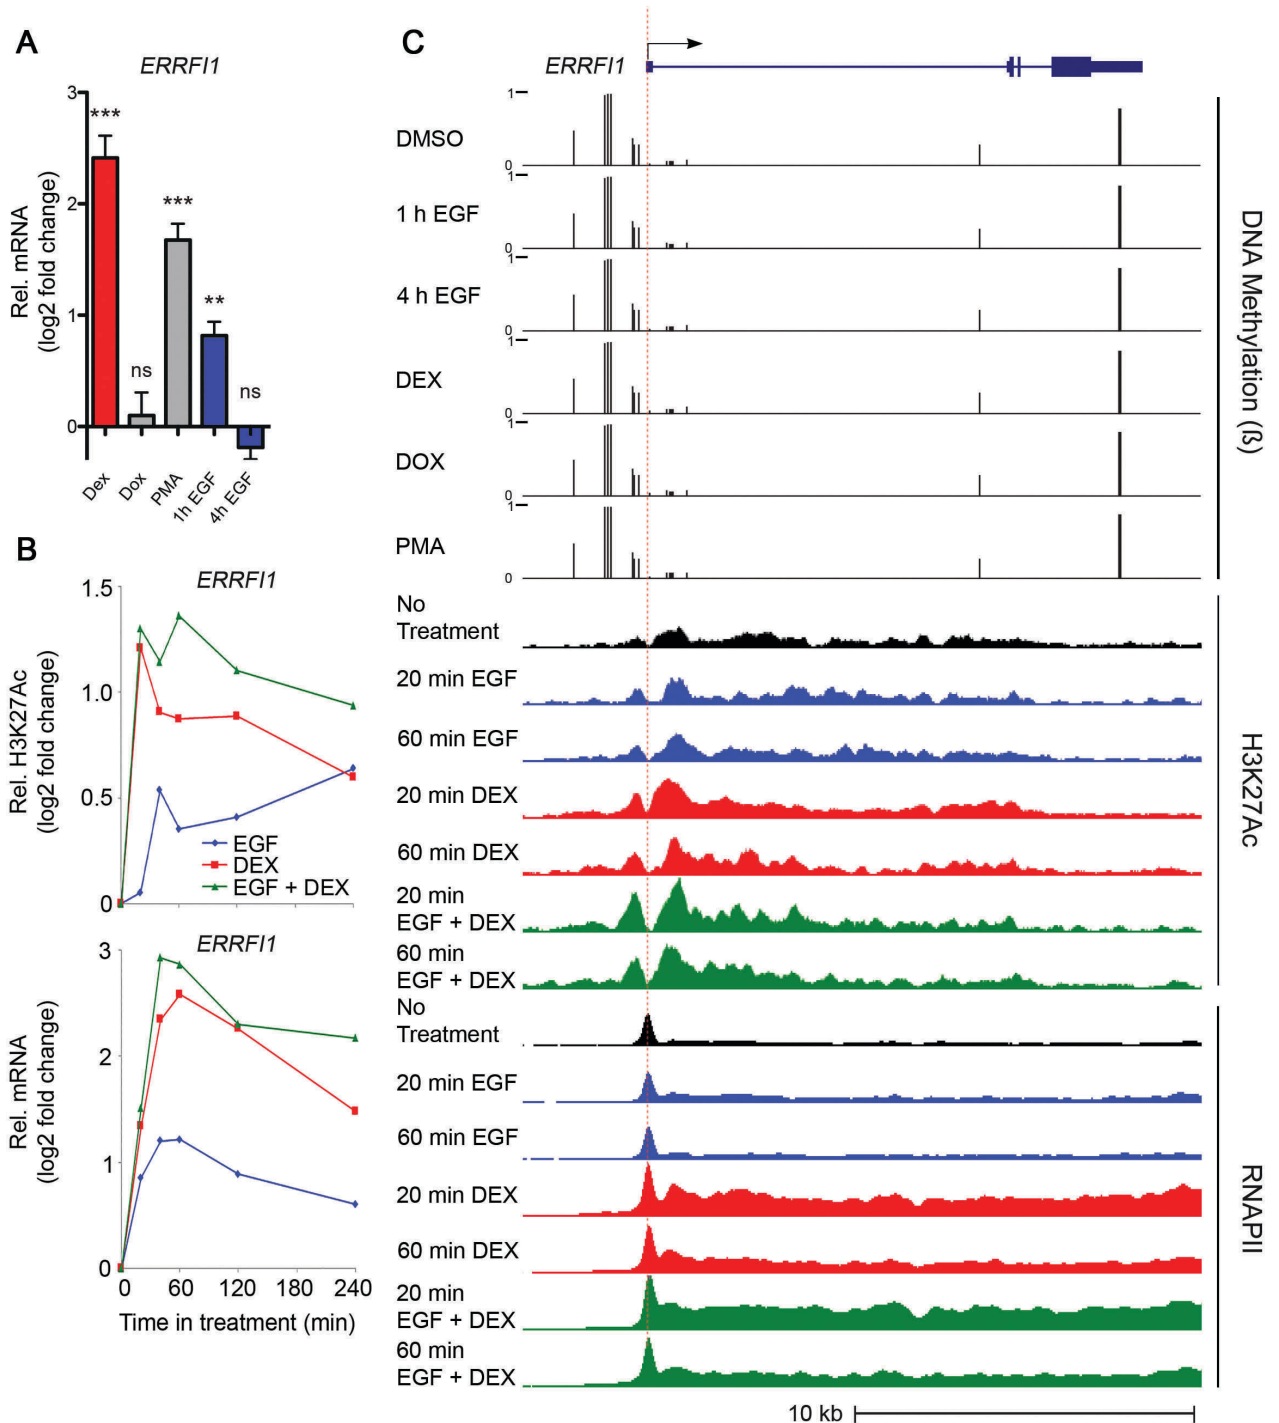 A
ERRFI1
Rel. mRNA
(log2 fold change)
3
2
1
0
***
ns
***
**
ns
Dex
Dox
PMA
1h EGF
4h EGF
B
ERRFI1
Rel. H3K27Ac
(log2 fold change)
1.5
1.0
0.5
0
EGF
DEX
EGF + DEX
ERRFI1
Rel. mRNA
(log2 fold change)
3
2
1
0
0
60
120
180
240
Time in treatment (min)
C
ERRFI1
DMSO
1
0
1 h EGF
1
0
4 h EGF
1
0
DEX
1
0
DOX
1
0
PMA
1
0
DNA Methylation (ß)
No
Treatment
20 min EGF
60 min EGF
20 min DEX
60 min DEX
20 min
EGF + DEX
60 min
EGF + DEX
H3K27Ac
No
Treatment
20 min EGF
60 min EGF
20 min DEX
60 min DEX
20 min
EGF + DEX
60 min
EGF + DEX
RNAPII
10 kb